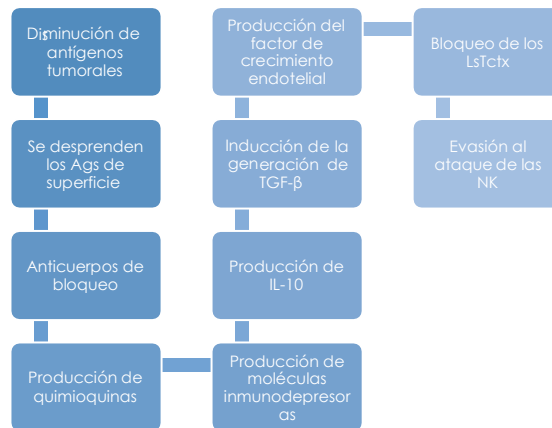 Disminución de
antígenos
tumorales
Se desprenden
los Ags de
superficie
Anticuerpos de
bloqueo
Producción de
quimioquinas
Producción de
moléculas
inmunodepresor
as
Producción de
IL-10
Inducción de la
generación de
TGF-β
Producción del
factor de
crecimiento
endotelial
Bloqueo de los
LsTctx
Evasión al
ataque de las
NK